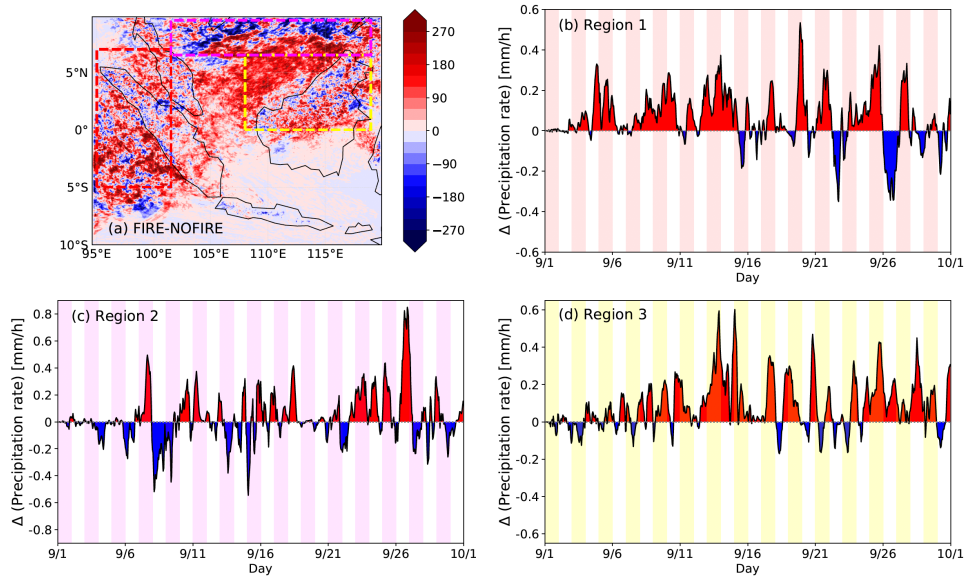 (a) FIRE-NOFIRE
5°N
0°
5°S
10°S
95°E 100°E 105°E 110°E 115°E
270
180
90
0
−90
−180
−270
(b) Region 1
Δ (Precipitation rate) [mm/h]
0.6
0.4
0.2
0
-0.2
-0.4
-0.6
9/1 9/6 9/11 9/16 9/21 9/26 10/1
Day
(c) Region 2
Δ (Precipitation rate) [mm/h]
0.8
0.6
0.4
0.2
0
-0.2
-0.4
-0.6
-0.8
9/1 9/6 9/11 9/16 9/21 9/26 10/1
Day
(d) Region 3
Δ (Precipitation rate) [mm/h]
0.6
0.4
0.2
0
-0.2
-0.4
-0.6
9/1 9/6 9/11 9/16 9/21 9/26 10/1
Day